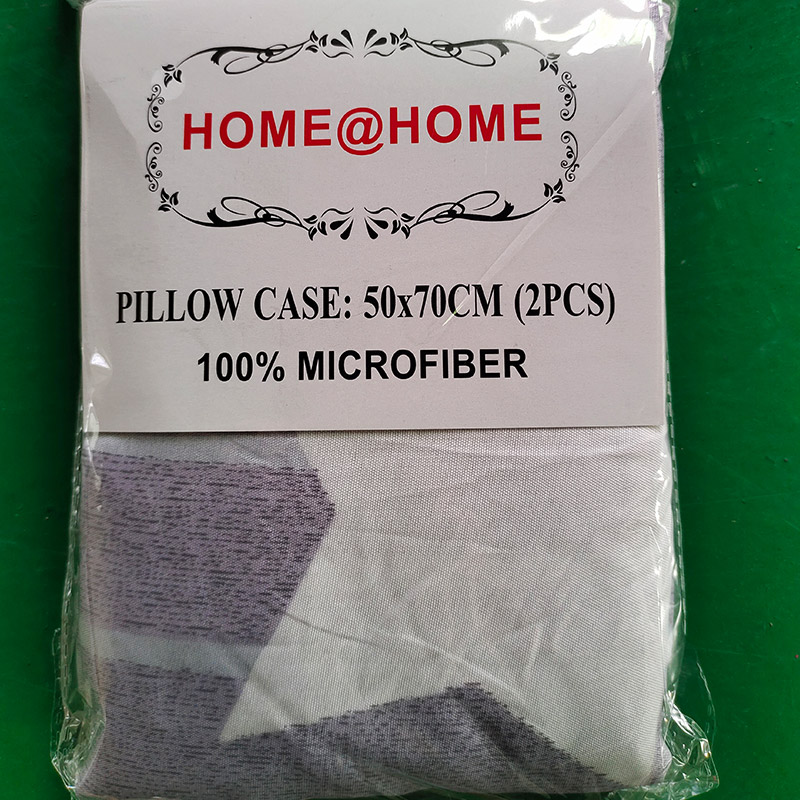 HOME@HOME
PILLOW CASE: 50x70CM (2PCS)
100% MICROFIBER